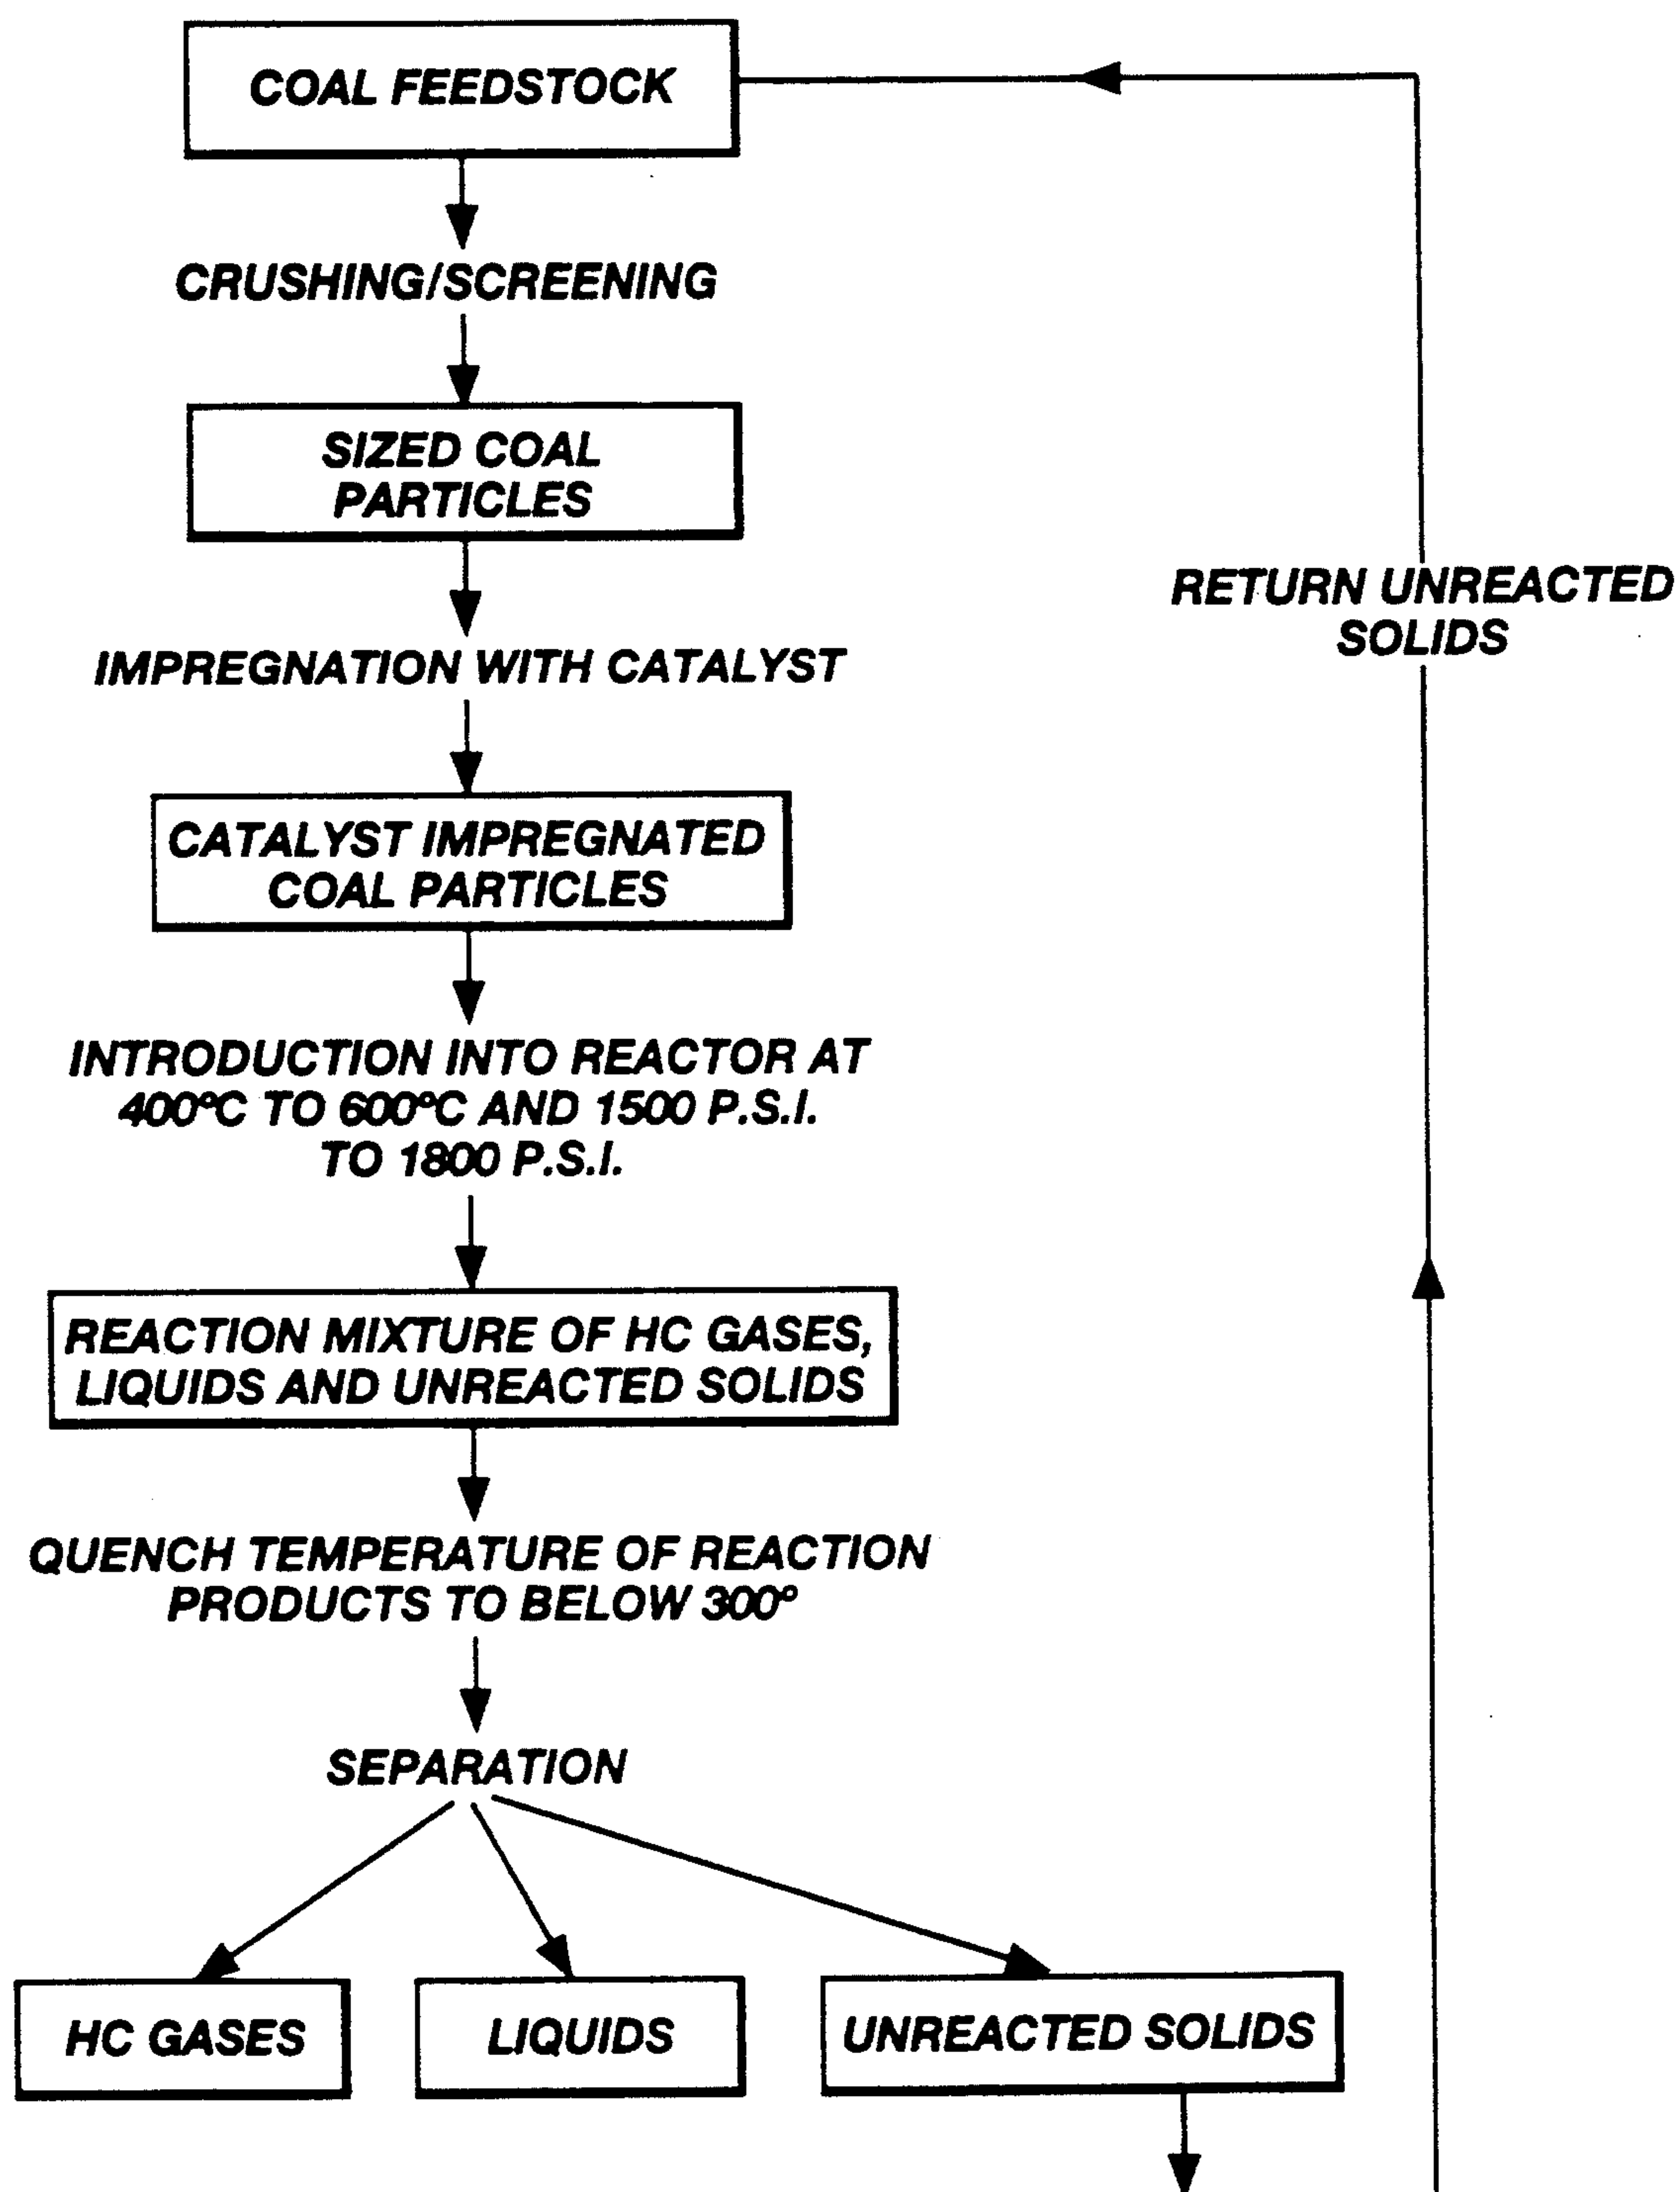 COAL FEEDSTOCK
CRUSHING/SCREENING
SIZED COAL
PARTICLES
RETURN UNREACTED
SOLIDS
IMPREGNATION WITH CATALYST
CATALYST IMPREGNATED
COAL PARTICLES
INTRODUCTION INTO REACTOR AT
400°C TO 600°C AND 1500 P.S.I.
TO 1800 P.S.I.
REACTION MIXTURE OF HC GASES,
LIQUIDS AND UNREACTED SOLIDS
QUENCH TEMPERATURE OF REACTION
PRODUCTS TO BELOW 300°
SEPARATION
HC GASES
LIQUIDS
UNREACTED SOLIDS